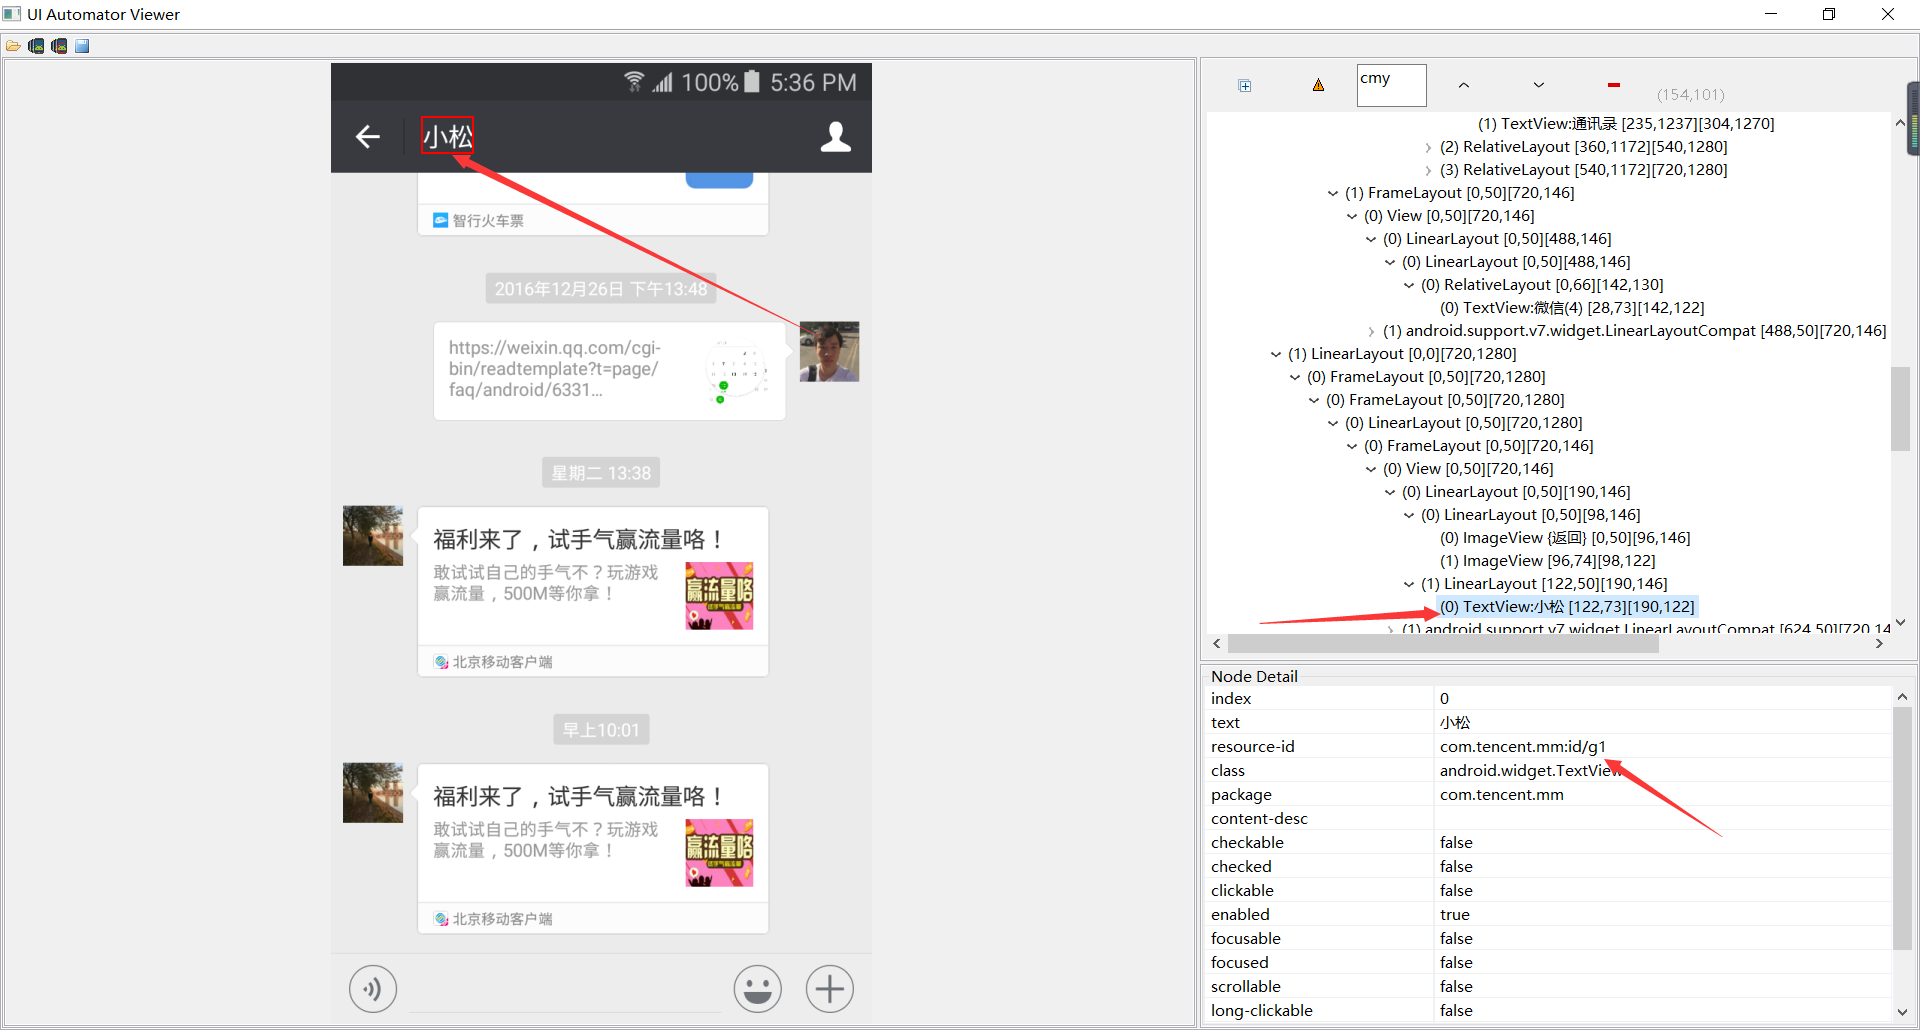 UI Automator Viewer
100% 5:36 PM
小松
智行火车票
2016年12月26日 下午13:48
https://weixin.qq.com/cgi-
bin/readtemplate?t=page/
faq/android/6331...
星期二 13:38
福利来了，试手气赢流量咯！
敢试试自己的手气不？玩游戏
赢流量，500M等你拿！
赢流量咯
试手气赢流量
北京移动客户端
早上10:01
福利来了，试手气赢流量咯！
敢试试自己的手气不？玩游戏
赢流量，500M等你拿！
赢流量咯
试手气赢流量
北京移动客户端
cmy
(154,101)
(1) TextView:通讯录 [235,1237][304,1270]
(2) RelativeLayout [360,1172][540,1280]
(3) RelativeLayout [540,1172][720,1280]
(1) FrameLayout [0,50][720,146]
(0) View [0,50][720,146]
(0) LinearLayout [0,50][488,146]
(0) LinearLayout [0,50][488,146]
(0) RelativeLayout [0,66][142,130]
(0) TextView:微信(4) [28,73][142,122]
(1) android.support.v7.widget.LinearLayoutCompat [488,50][720,146]
(1) LinearLayout [0,0][720,1280]
(0) FrameLayout [0,50][720,1280]
(0) FrameLayout [0,50][720,1280]
(0) LinearLayout [0,50][720,1280]
(0) FrameLayout [0,50][720,146]
(0) View [0,50][720,146]
(0) LinearLayout [0,50][190,146]
(0) LinearLayout [0,50][98,146]
(0) ImageView {返回} [0,50][96,146]
(1) ImageView [96,74][98,122]
(1) LinearLayout [122,50][190,146]
(0) TextView:小松 [122,73][190,122]
(1) android.support.v7.widget.LinearLayoutCompat [624,50][720,14
Node Detail
index 0
text 小松
resource-id com.tencent.mm:id/g1
class android.widget.TextView
package com.tencent.mm
content-desc
checkable false
checked false
clickable false
enabled true
focusable false
focused false
scrollable false
long-clickable false